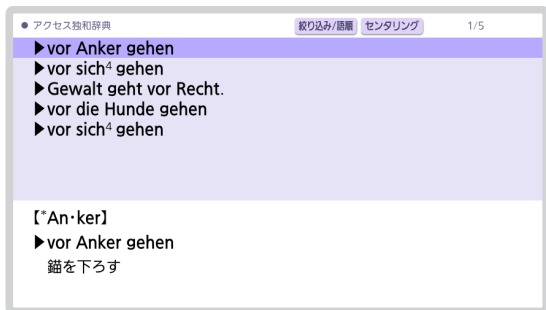 ● アクセス独和辞典 絞り込み/語順 センタリング 1/5
▶vor Anker gehen
▶vor sich⁴ gehen
▶Gewalt geht vor Recht.
▶vor die Hunde gehen
▶vor sich⁴ gehen
【*An･ker】
▶vor Anker gehen
錨を下ろす